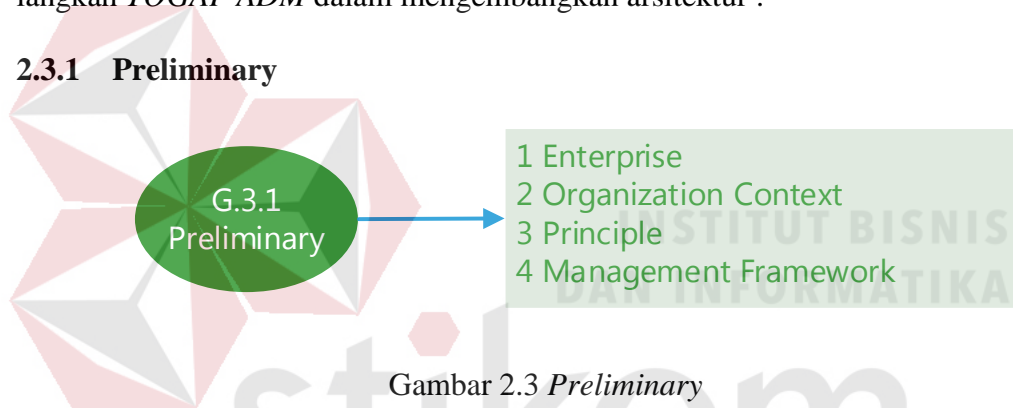 langkan TOGAF ADM dalam mengembangkan arsitektur :
2.3.1 Preliminary
G.3.1
Preliminary
1 Enterprise
2 Organization Context
3 Principle
4 Management Framework
INSTITUT BISNIS
DAN INFORMATIKA
Gambar 2.3 Preliminary
stikom